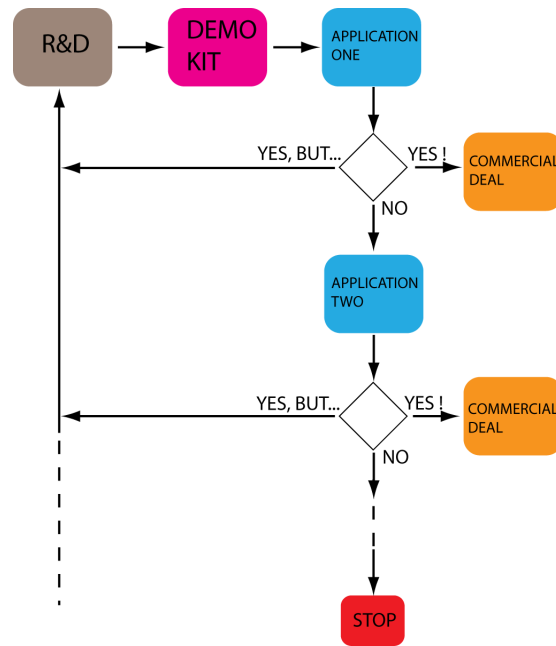 R&D
DEMO
KIT
APPLICATION
ONE
YES, BUT...
YES !
COMMERCIAL
DEAL
NO
APPLICATION
TWO
YES, BUT...
YES !
COMMERCIAL
DEAL
NO
STOP